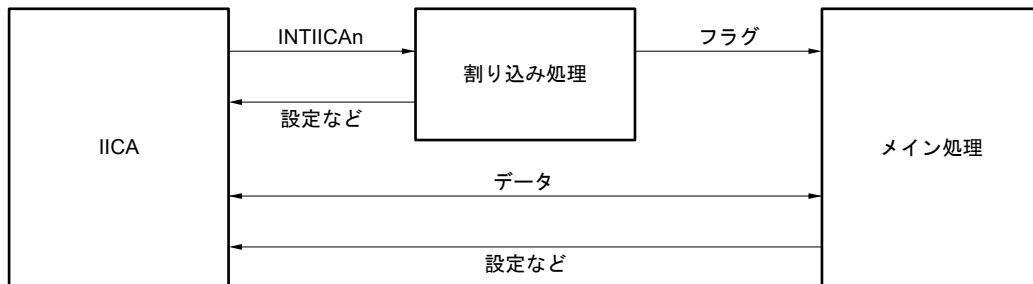 INTIICAn
フラグ
割り込み処理
設定など
IICA
メイン処理
データ
設定など